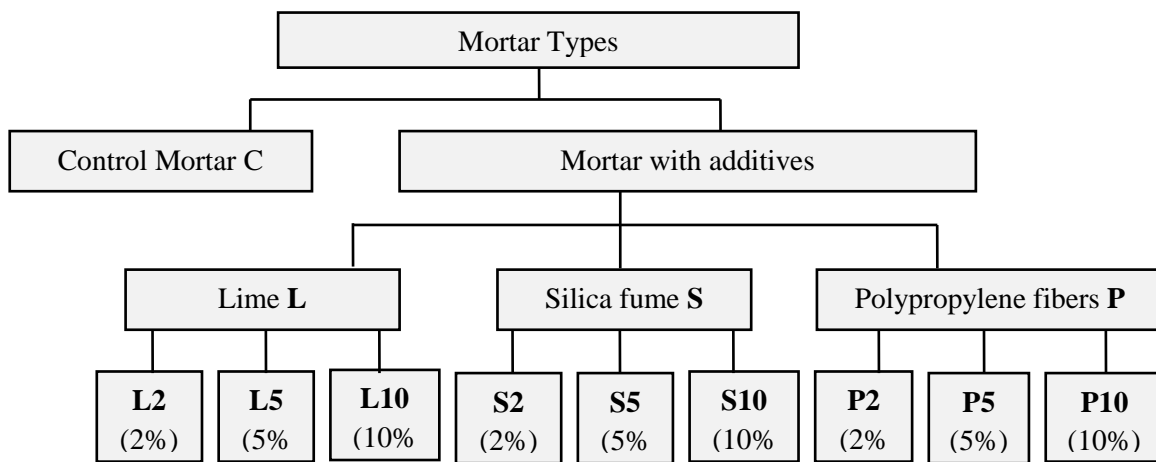 Mortar Types
Control Mortar C
Mortar with additives
Lime L
Silica fume S
Polypropylene fibers P
L2
(2%)
L5
(5%
L10
(10%
S2
(2%)
S5
(5%
S10
(10%
P2
(2%
P5
(5%)
P10
(10%)